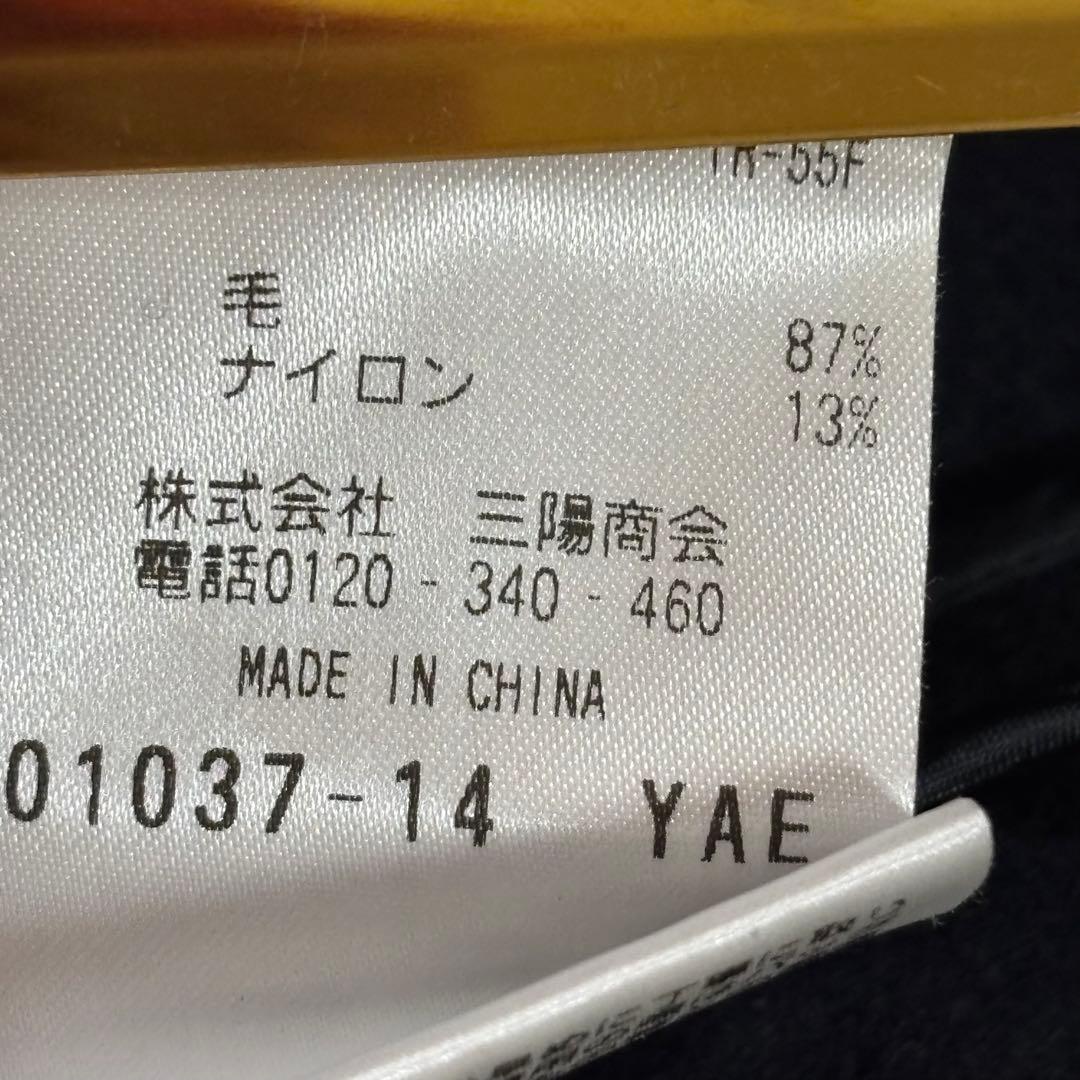 毛 87%
ナイロン 13%
株式会社 三陽商会
電話0120-340-460
MADE IN CHINA
01037-14 YAE